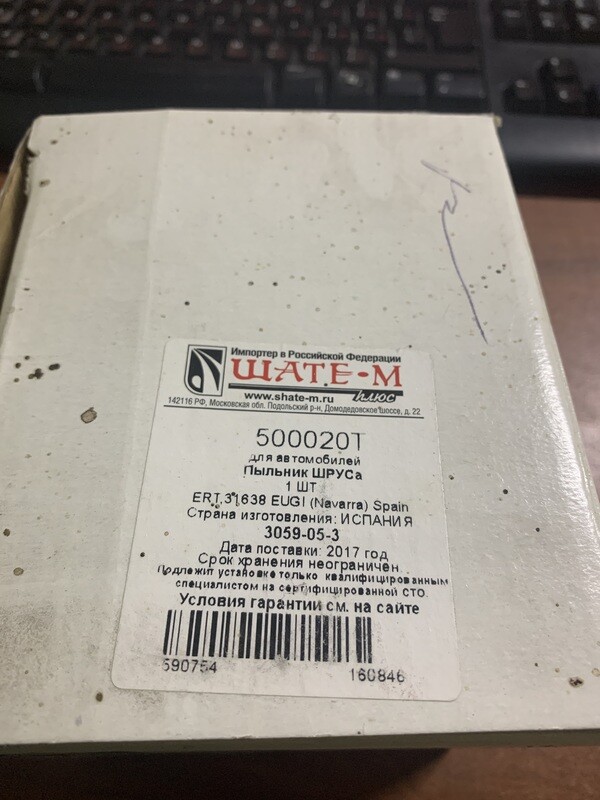 Импортер в Российской Федерации
ШАТЕ-М
плюс
www.shate-m.ru
142116 РФ, Московская обл. Подольский р-н, Домодедовское шоссе, д. 22
500020T
для автомобилей
Пыльник ШРУСа
1 ШТ
ERT, 31638 EUGI (Navarra) Spain
Страна изготовления: ИСПАНИЯ
3059-05-3
Дата поставки: 2017 год
Срок хранения неограничен.
Подлежит установке только квалифицированным
специалистом на сертифицированной СТО.
Условия гарантии см. на сайте
590754 160846